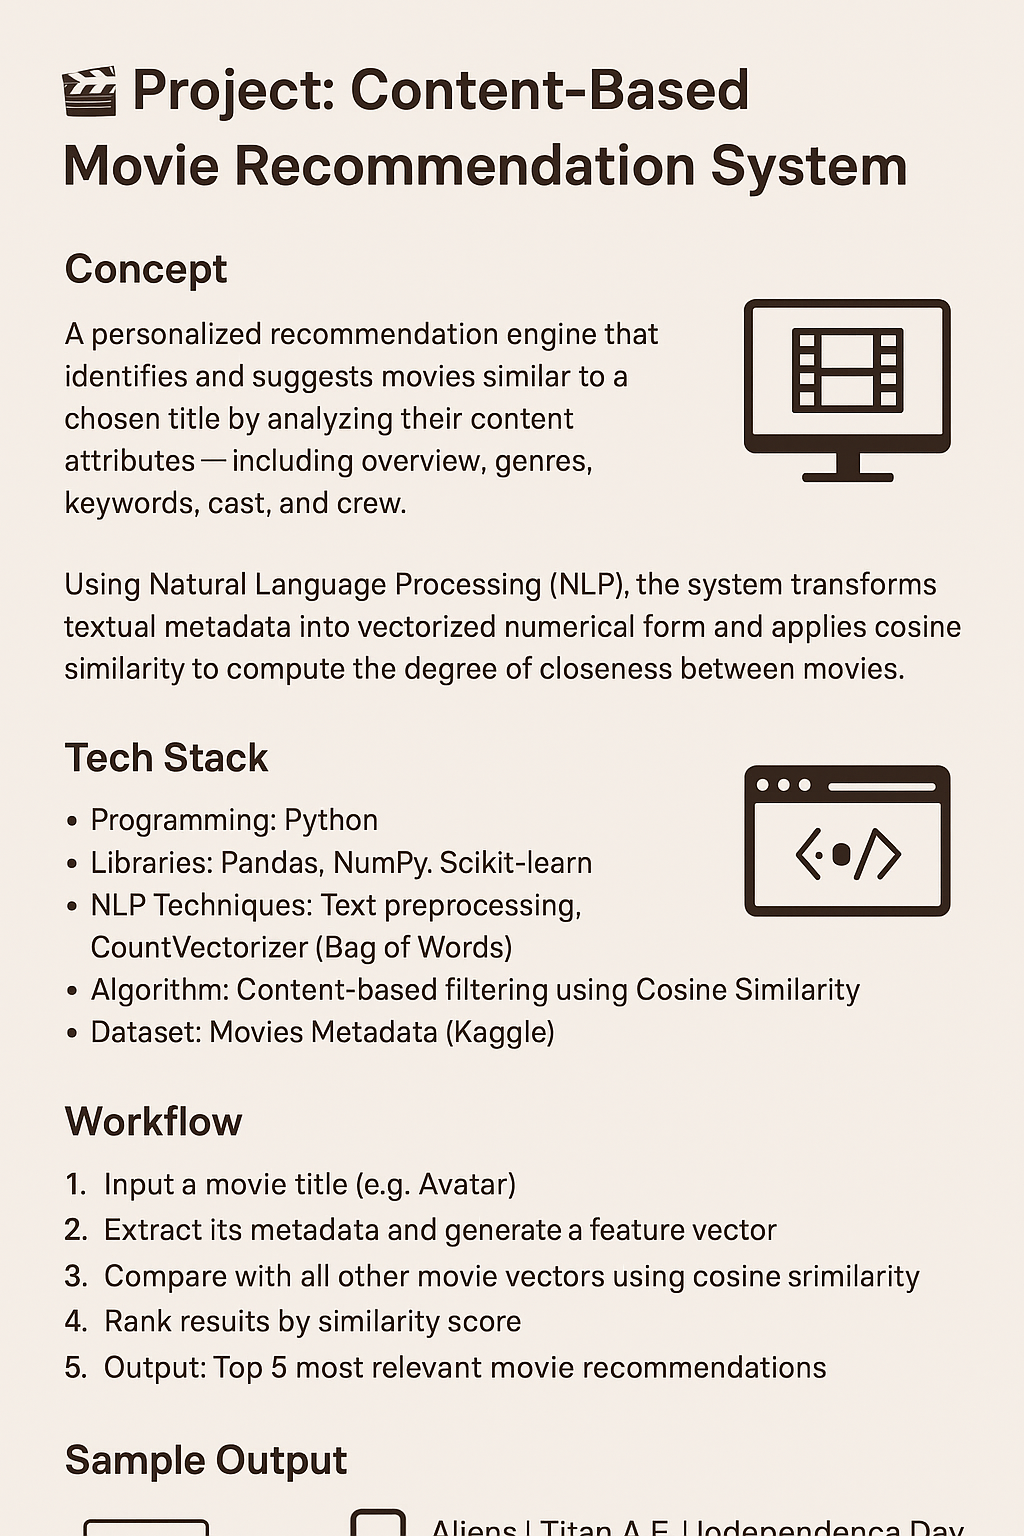 🎬 Project: Content-Based
Movie Recommendation System
Concept
A personalized recommendation engine that
identifies and suggests movies similar to a
chosen title by analyzing their content
attributes — including overview, genres,
keywords, cast, and crew.
Using Natural Language Processing (NLP), the system transforms
textual metadata into vectorized numerical form and applies cosine
similarity to compute the degree of closeness between movies.
Tech Stack
• Programming: Python
• Libraries: Pandas, NumPy. Scikit-learn
• NLP Techniques: Text preprocessing,
CountVectorizer (Bag of Words)
• Algorithm: Content-based filtering using Cosine Similarity
• Dataset: Movies Metadata (Kaggle)
Workflow
1. Input a movie title (e.g. Avatar)
2. Extract its metadata and generate a feature vector
3. Compare with all other movie vectors using cosine srimilarity
4. Rank resuits by similarity score
5. Output: Top 5 most relevant movie recommendations
Sample Output
Aliens | Titan A.E. | Iodependenca Day